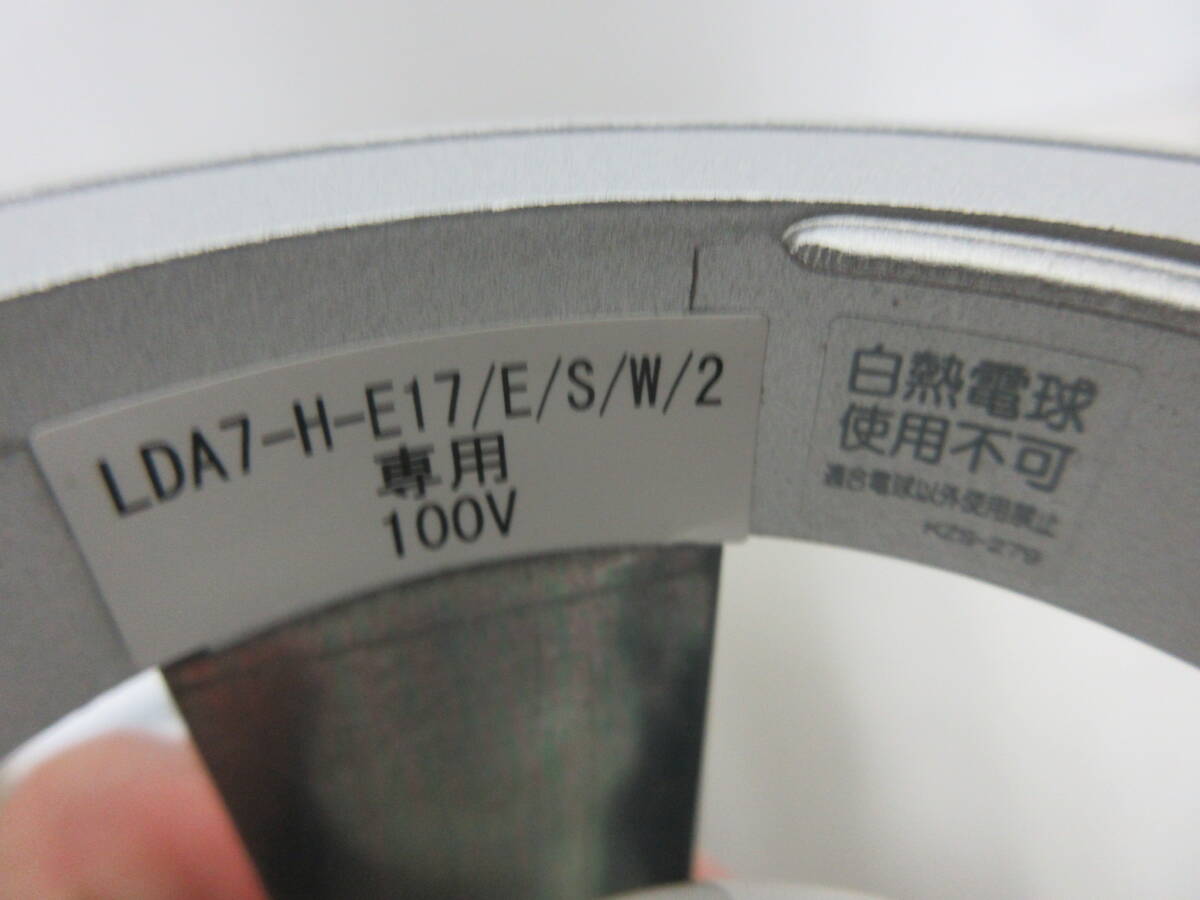 LDA7-H-E17/E/S/W/2
専用
100V
白熱電球
使用不可
適合電球以外使用禁止
KZS-279